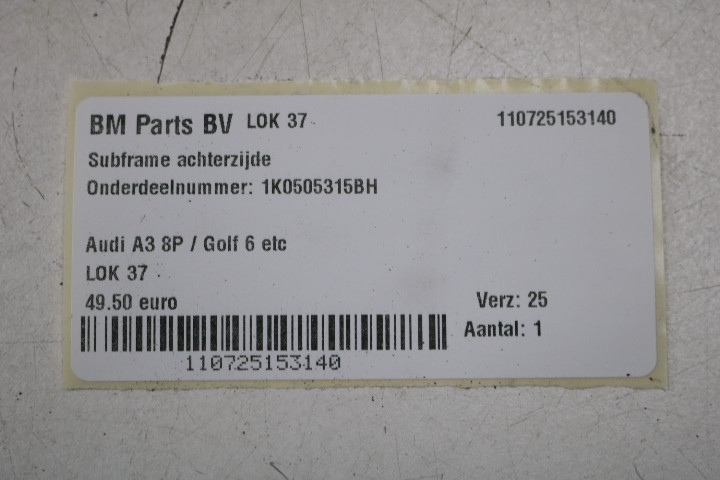 BM Parts BV LOK 37 110725153140
Subframe achterzijde
Onderdeelnummer: 1K0505315BH
Audi A3 8P / Golf 6 etc
LOK 37
49.50 euro Verz: 25
Aantal: 1
110725153140